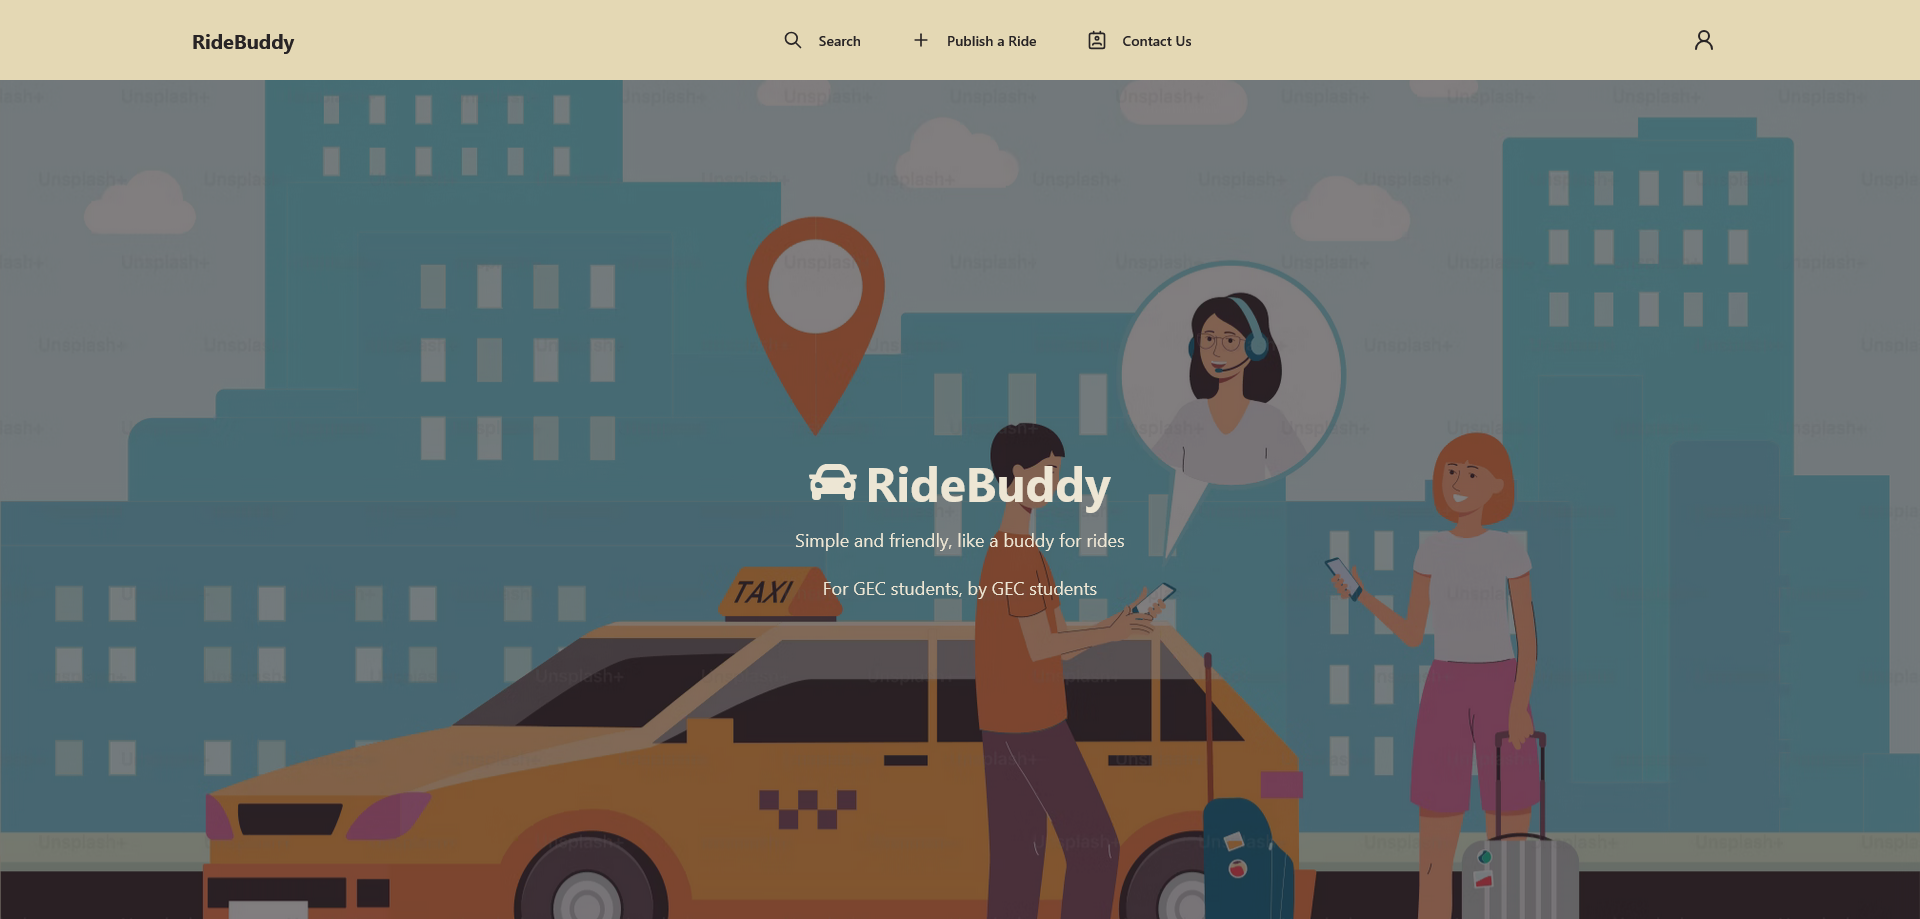 RideBuddy
Search
Publish a Ride
Contact Us
RideBuddy
Simple and friendly, like a buddy for rides
For GEC students, by GEC students
TAXI
Unsplash+